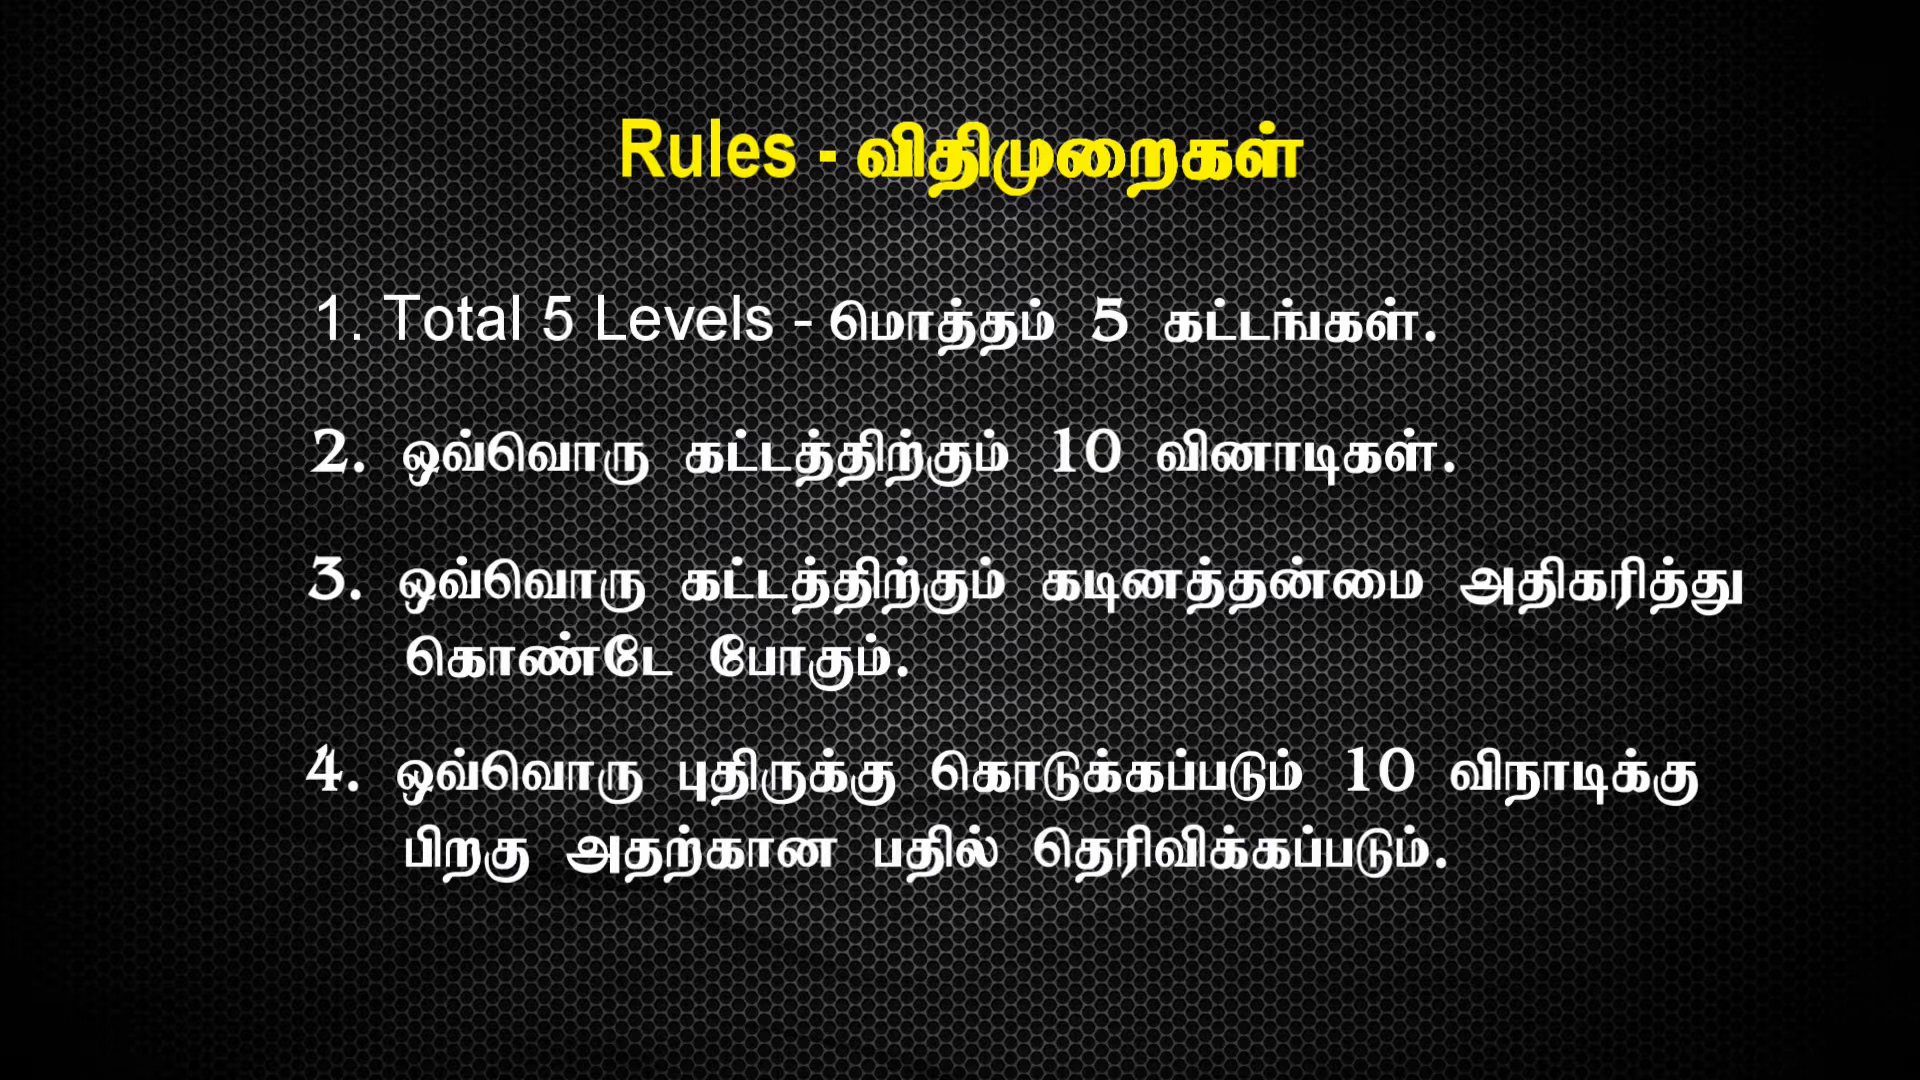 Rules - விதிமுறைகள்
1. Total 5 Levels - மொத்தம் 5 கட்டங்கள்.
2. ஒவ்வொரு கட்டத்திற்கும் 10 வினாடிகள்.
3. ஒவ்வொரு கட்டத்திற்கும் கடினத்தன்மை அதிகரித்து
கொண்டே போகும்.
4. ஒவ்வொரு புதிருக்கு கொடுக்கப்படும் 10 விநாடிக்கு
பிறகு அதற்கான பதில் தெரிவிக்கப்படும்.